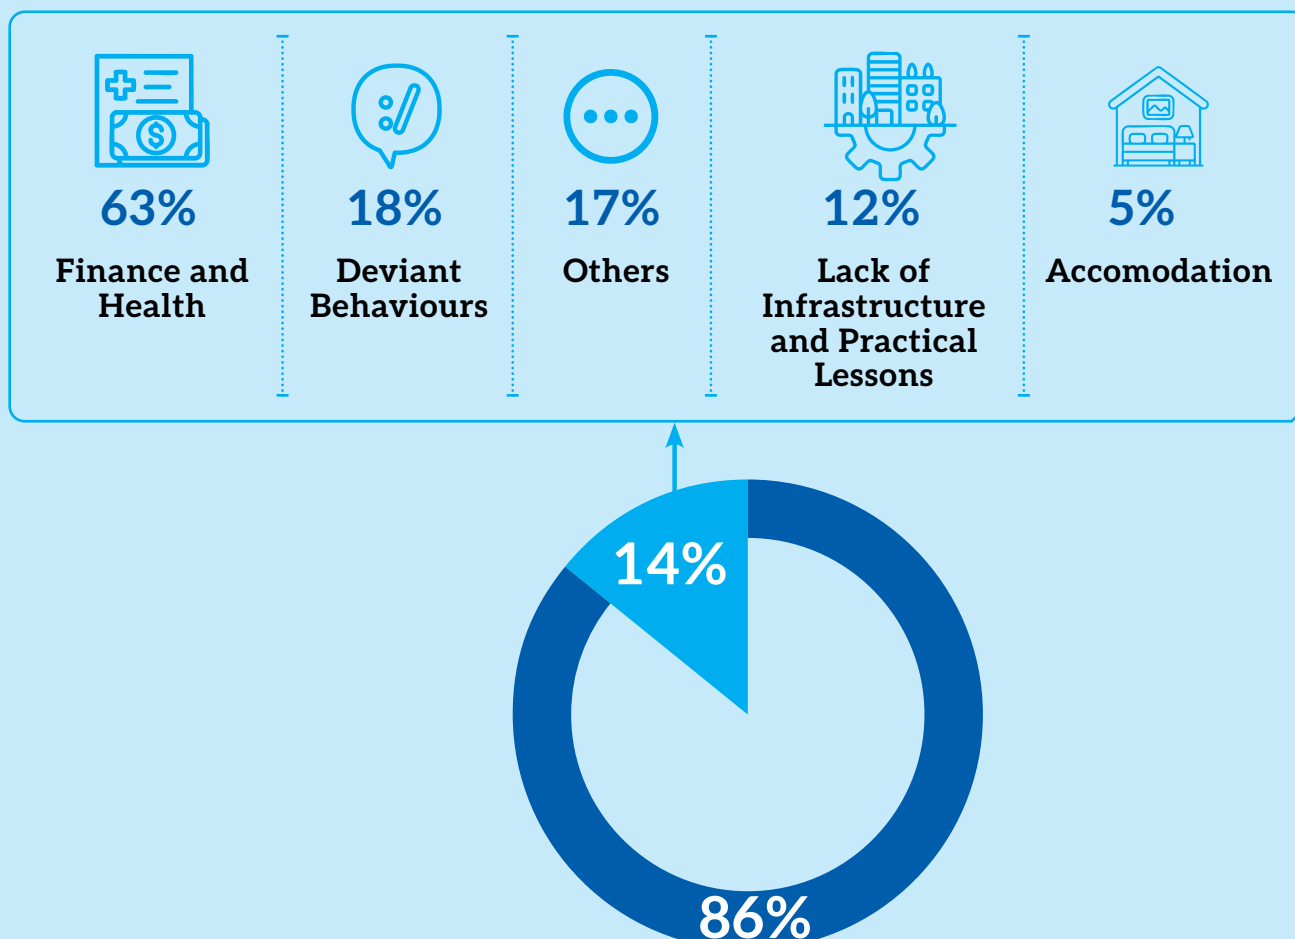 63%
Finance and
Health
18%
Deviant
Behaviours
17%
Others
12%
Lack of
Infrastructure
and Practical
Lessons
5%
Accomodation
14%
86%